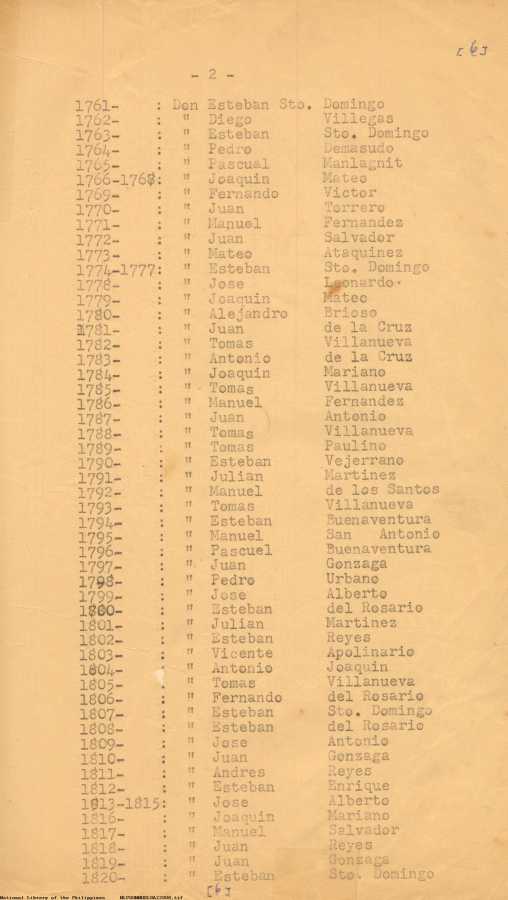 [6]
- 2 -
1761- : Don Esteban Sto. Domingo
1762- : " Diego Villegas
1763- : " Esteban Sto. Domingo
1764- : " Pedro Demasudo
1765- : " Pascual Manlagnit
1766-1768: " Joaquin Mateo
1769- : " Fernando Victor
1770- : " Juan Torrero
1771- : " Manuel Fernandez
1772- : " Juan Salvador
1773- : " Mateo Ataquinez
1774-1777: " Esteban Sto. Domingo
1778- : " Jose Leonardo
1779- : " Joaquin Mateo
1780- : " Alejandro Brioso
1781- : " Juan de la Cruz
1782- : " Tomas Villanueva
1783- : " Antonio de la Cruz
1784- : " Joaquin Mariano
1785- : " Tomas Villanueva
1786- : " Manuel Fernandez
1787- : " Juan Antonio
1788- : " Tomas Villanueva
1789- : " Tomas Paulino
1790- : " Esteban Vejerrano
1791- : " Julian Martinez
1792- : " Manuel de los Santos
1793- : " Tomas Villanueva
1794- : " Esteban Buenaventura
1795- : " Manuel San Antonio
1796- : " Pascuel Buenaventura
1797- : " Juan Gonzaga
1798- : " Pedro Urbano
1799- : " Jose Alberto
1800- : " Esteban del Rosario
1801- : " Julian Martinez
1802- : " Esteban Reyes
1803- : " Vicente Apolinario
1804- : " Antonio Joaquin
1805- : " Tomas Villanueva
1806- : " Fernando del Rosario
1807- : " Esteban Sto. Domingo
1808- : " Esteban del Rosario
1809- : " Jose Antonio
1810- : " Juan Gonzaga
1811- : " Andres Reyes
1812- : " Esteban Enrique
1913-1815: " Jose Alberto
1816- : " Joaquin Mariano
1817- : " Manuel Salvador
1818- : " Juan Reyes
1819- : " Juan Gonzaga
1820- : " Esteban Sto. Domingo
[6]
National Library of the Philippines